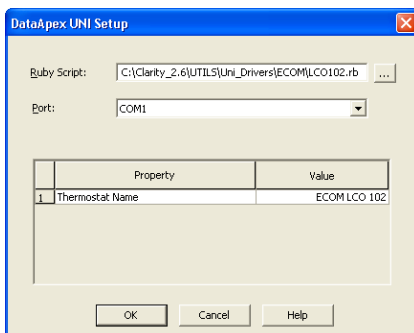 DataApex UNI Setup
Ruby Script: C:\Clarity_2.6\UTILS\Uni_Drivers\ECOM\LCO102.rb ...
Port: COM1
Property Value
1 Thermostat Name ECOM LCO 102
OK Cancel Help